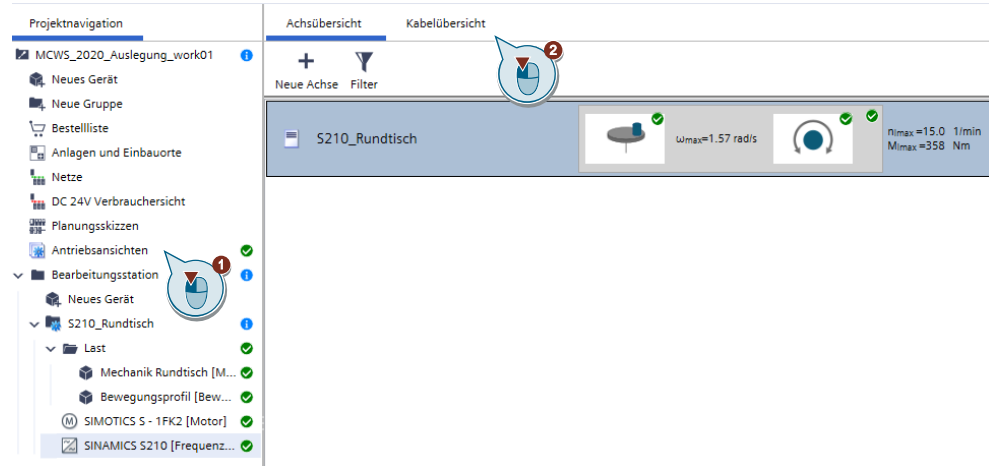 Projektnavigation
MCWS_2020_Auslegung_work01
Neues Gerät
Neue Gruppe
Bestellliste
Anlagen und Einbauorte
Netze
DC 24V Verbrauchersicht
Planungsskizzen
Antriebsansichten
1
Bearbeitungsstation
Neues Gerät
S210_Rundtisch
Last
Mechanik Rundtisch [M...
Bewegungsprofil [Bew...
SIMOTICS S - 1FK2 [Motor]
SINAMICS S210 [Frequenz...
Achsübersicht Kabelübersicht
2
Neue Achse Filter
S210_Rundtisch
ωmax=1.57 rad/s
nlmax =15.0 1/min
Mlmax =358 Nm